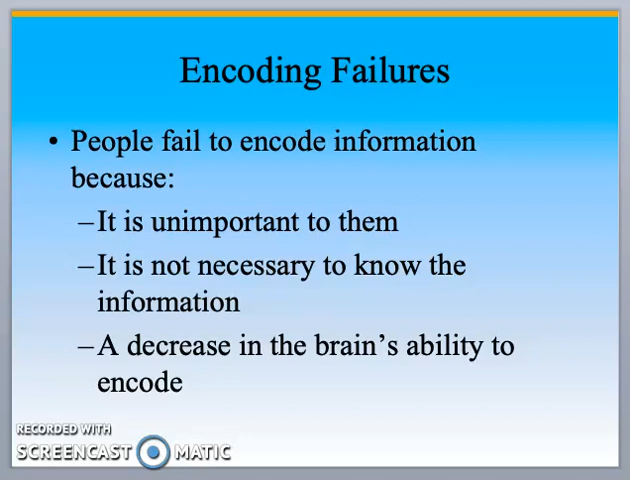 Encoding Failures
• People fail to encode information
because:
–It is unimportant to them
–It is not necessary to know the
information
–A decrease in the brain's ability to
encode
RECORDED WITH
SCREENCAST MATIC